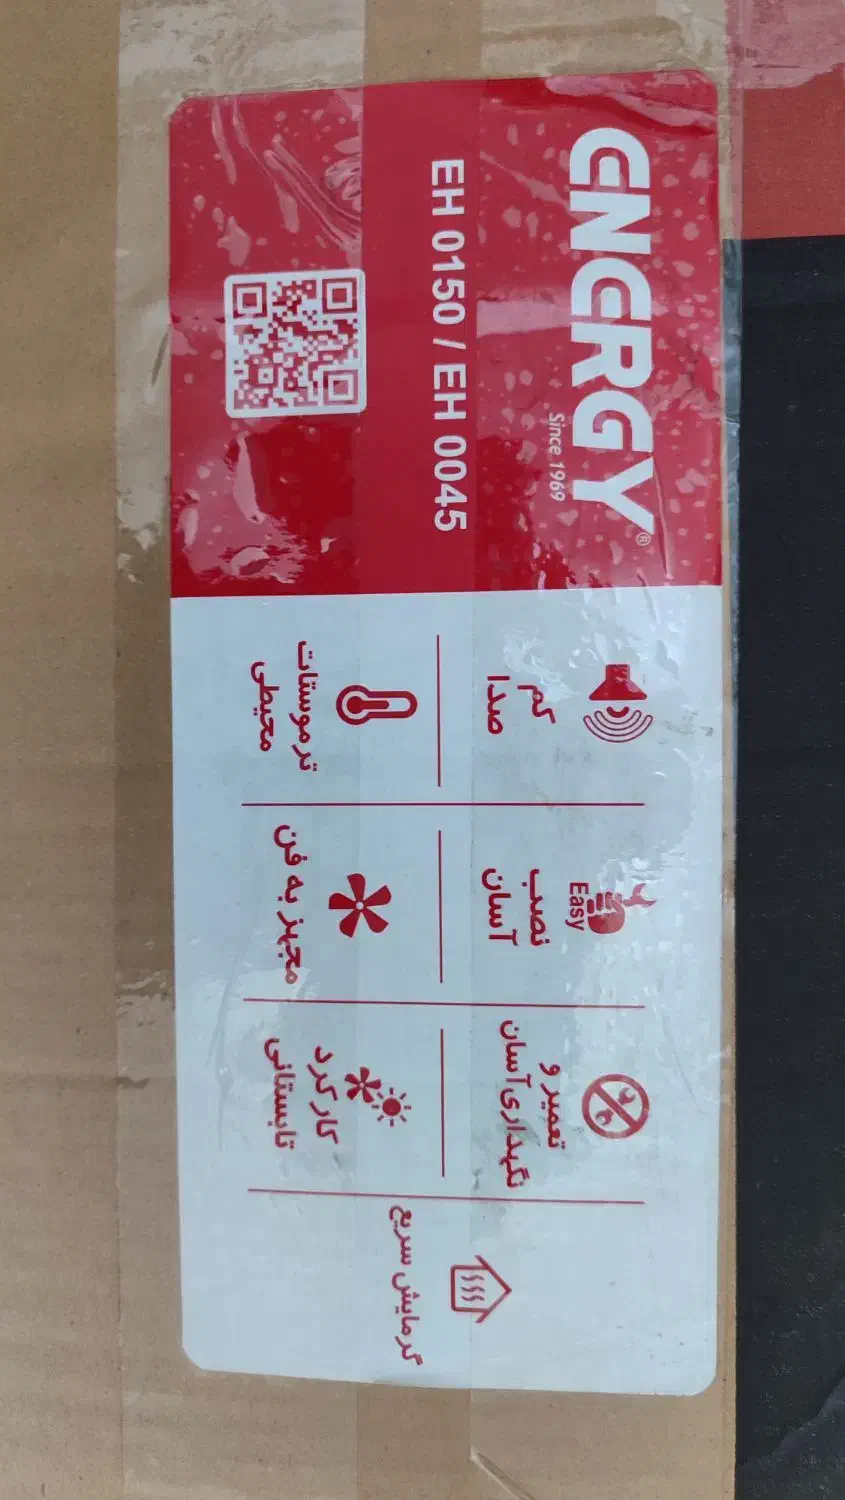 ENERGY®
Since 1969
EH 0150 / EH 0045
کم
صدا
ترموستات
محیطی
Easy
نصب
آسان
مجهز به فن
تعمیر و
نگهداری آسان
کارکرد
تابستانی
گرمایش سریع